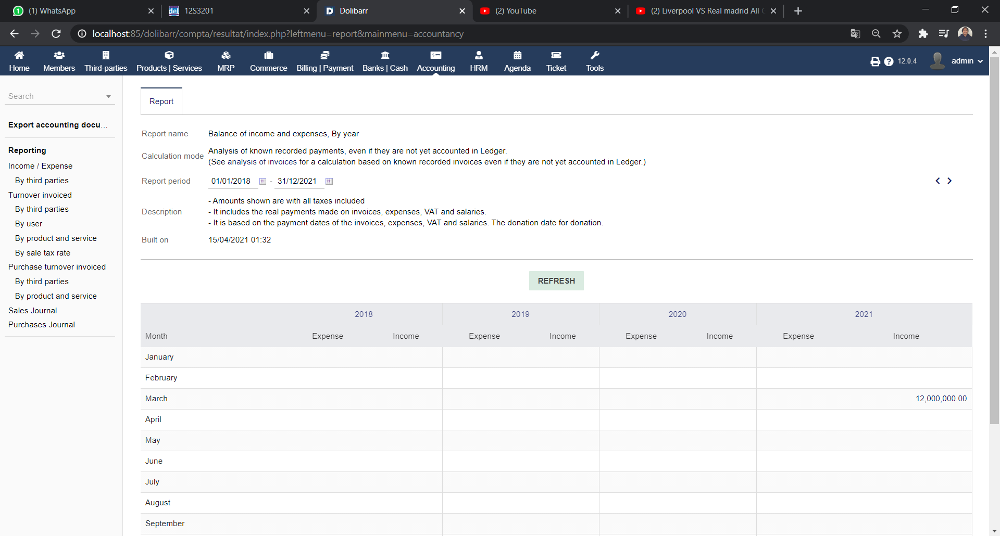 (1) WhatsApp
del 12S3201
Dolibarr
(2) YouTube
(2) Liverpool VS Real madrid All
localhost:85/dolibarr/compta/resultat/index.php?leftmenu=report&mainmenu=accountancy
Home Members Third-parties Products | Services MRP Commerce Billing | Payment Banks | Cash Accounting HRM Agenda Ticket Tools
12.0.4 admin
Search
Export accounting docu...
Reporting
Income / Expense
By third parties
Turnover invoiced
By third parties
By user
By product and service
By sale tax rate
Purchase turnover invoiced
By third parties
By product and service
Sales Journal
Purchases Journal
Report
Report name Balance of income and expenses, By year
Calculation mode Analysis of known recorded payments, even if they are not yet accounted in Ledger.
(See analysis of invoices for a calculation based on known recorded invoices even if they are not yet accounted in Ledger.)
Report period 01/01/2018 - 31/12/2021
Description - Amounts shown are with all taxes included
- It includes the real payments made on invoices, expenses, VAT and salaries.
- It is based on the payment dates of the invoices, expenses, VAT and salaries. The donation date for donation.
Built on 15/04/2021 01:32
REFRESH
2018 2019 2020 2021
Month Expense Income Expense Income Expense Income Expense Income
January
February
March 12,000,000.00
April
May
June
July
August
September